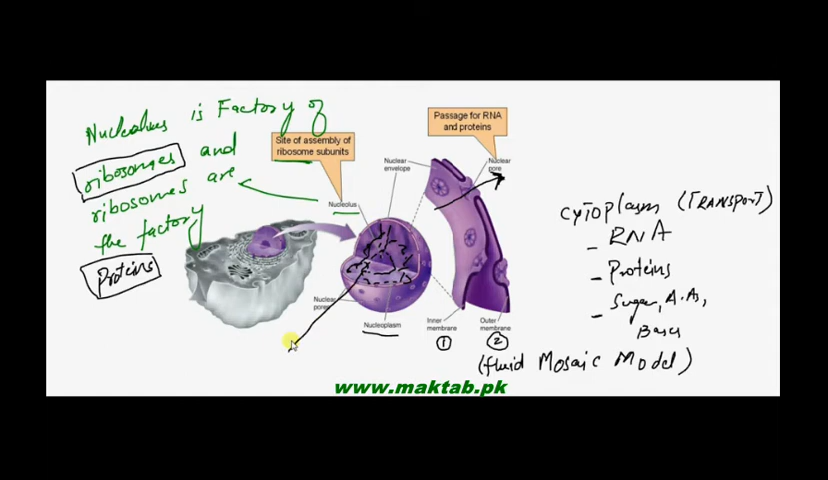 Nucleolus is Factory of
ribosomes and
ribosomes are
the factory
Proteins
Site of assembly of
ribosome subunits
Nucleolus
Nuclear
envelope
Passage for RNA
and proteins
Nuclear
pore
Nuclear
pores
Nucleoplasm
Inner
membrane
1
Outer
membrane
2
(fluid Mosaic Model)
CYTOPlasm (TRANSPORT)
- RNA
- Proteins
- Sugar, A.As,
Bases
www.maktab.pk